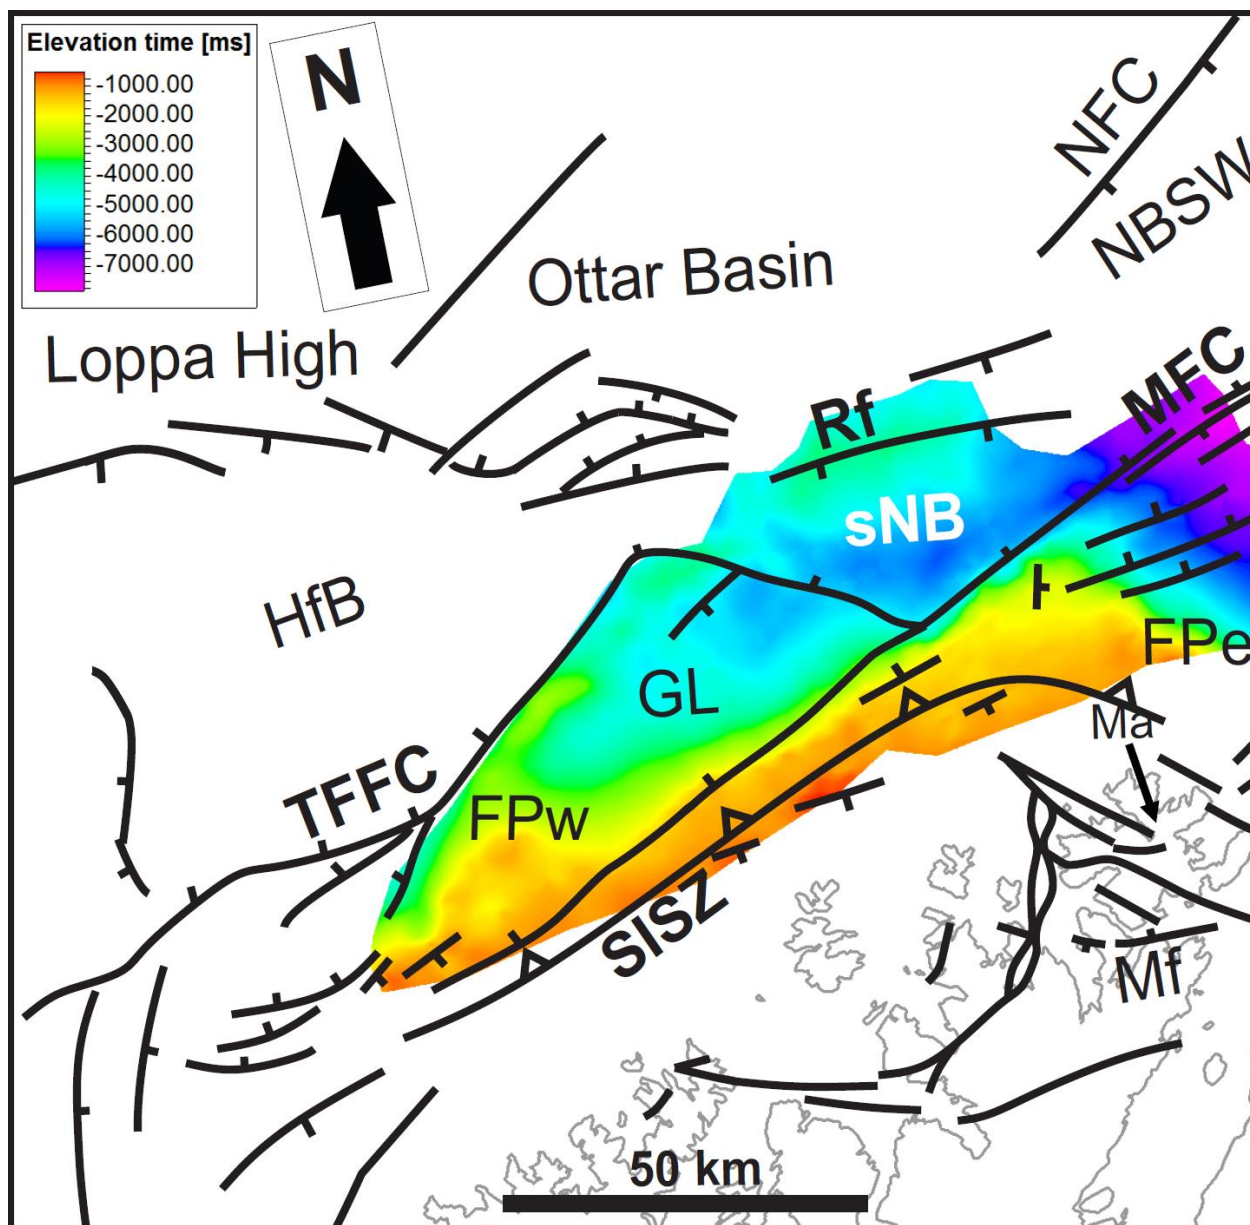 Elevation time [ms]
-1000.00
-2000.00
-3000.00
-4000.00
-5000.00
-6000.00
-7000.00
N
NFC
NBSW
Ottar Basin
Loppa High
MFC
Rf
sNB
HfB
FPe
GL
Ma
TFFC
FPw
SISZ
Mf
50 km